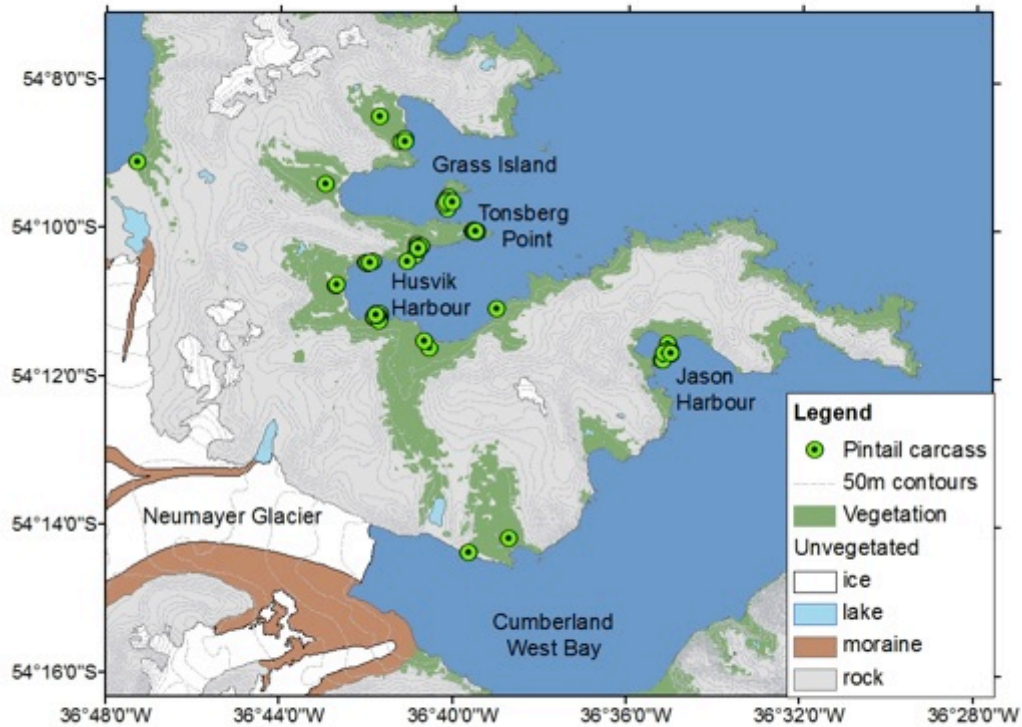 54°8'0"S
54°10'0"S
54°12'0"S
54°14'0"S
54°16'0"S
Grass Island
Tonsberg
Point
Husvik
Harbour
Jason
Harbour
Neumayer Glacier
Cumberland
West Bay
Legend
Pintail carcass
50m contours
Vegetation
Unvegetated
ice
lake
moraine
rock
36°48'0"W
36°44'0"W
36°40'0"W
36°36'0"W
36°32'0"W
36°28'0"W